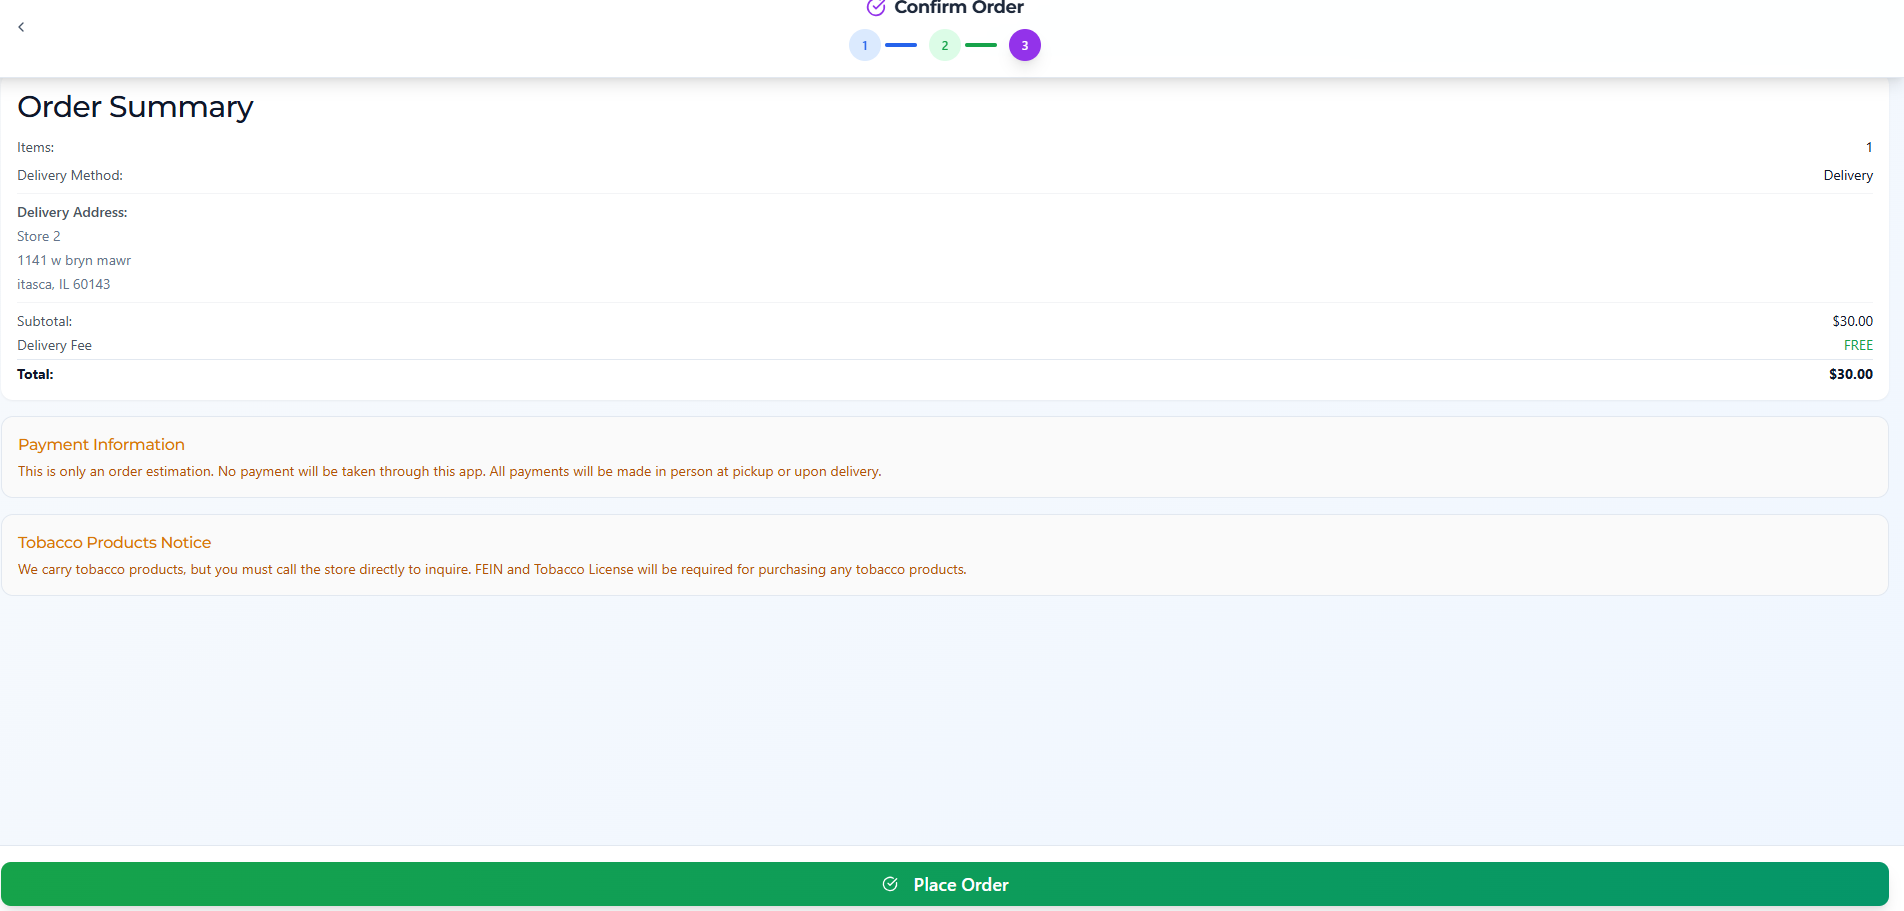 Confirm Order
1 2 3
Order Summary
Items: 1
Delivery Method: Delivery
Delivery Address:
Store 2
1141 w bryn mawr
itasca, IL 60143
Subtotal: $30.00
Delivery Fee FREE
Total: $30.00
Payment Information
This is only an order estimation. No payment will be taken through this app. All payments will be made in person at pickup or upon delivery.
Tobacco Products Notice
We carry tobacco products, but you must call the store directly to inquire. FEIN and Tobacco License will be required for purchasing any tobacco products.
Place Order